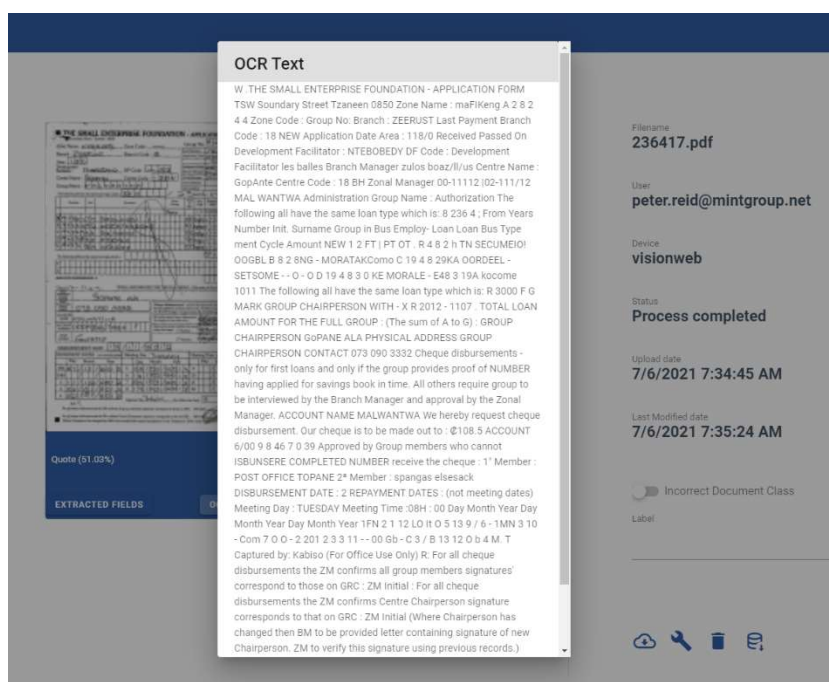 OCR Text
W .THE SMALL ENTERPRISE FOUNDATION - APPLICATION FORM
TSW Soundary Street Tzaneen 0850 Zone Name : maFIKeng A 2 8 2
4 4 Zone Code : Group No: Branch : ZEERUST Last Payment Branch
Code : 18 NEW Application Date Area : 118/0 Received Passed On
Development Facilitator : NTEBOBEDY DF Code : Development
Facilitator les balles Branch Manager zulos boaz/ll/us Centre Name :
GopAnte Centre Code : 18 BH Zonal Manager 00-11112 |02-111/12
MAL WANTWA Administration Group Name : Authorization The
following all have the same loan type which is: 8 236 4 ; From Years
Number Init. Surname Group in Bus Employ- Loan Loan Bus Type
ment Cycle Amount NEW 1 2 FT | PT OT . R 4 8 2 h TN SECUMEIO!
OOGBL B 8 2 8NG - MORATAKComo C 19 4 8 29KA OORDEEL -
SETSOME - - O - O D 19 4 8 3 0 KE MORALE - E48 3 19A kocome
1011 The following all have the same loan type which is: R 3000 F G
MARK GROUP CHAIRPERSON WITH - X R 2012 - 1107 . TOTAL LOAN
AMOUNT FOR THE FULL GROUP : (The sum of A to G) : GROUP
CHAIRPERSON GoPANE ALA PHYSICAL ADDRESS GROUP
CHAIRPERSON CONTACT 073 090 3332 Cheque disbursements -
only for first loans and only if the group provides proof of NUMBER
having applied for savings book in time. All others require group to
be interviewed by the Branch Manager and approval by the Zonal
Manager. ACCOUNT NAME MALWANTWA We hereby request cheque
disbursement. Our cheque is to be made out to : ₡108.5 ACCOUNT
6/00 9 8 46 7 0 39 Approved by Group members who cannot
ISBUNSERE COMPLETED NUMBER receive the cheque : 1" Member :
POST OFFICE TOPANE 2ª Member : spangas elsesack
DISBURSEMENT DATE : 2 REPAYMENT DATES : (not meeting dates)
Meeting Day : TUESDAY Meeting Time :08H : 00 Day Month Year Day
Month Year Day Month Year 1FN 2 1 12 LO It O 5 13 9 / 6 - 1MN 3 10
- Com 7 0 O - 2 201 2 3 3 11 - - 00 Gb - C 3 / B 13 12 O b 4 M. T
Captured by: Kabiso (For Office Use Only) R: For all cheque
disbursements the ZM confirms all group members signatures'
correspond to those on GRC : ZM Initial : For all cheque
disbursements the ZM confirms Centre Chairperson signature
corresponds to that on GRC : ZM Initial (Where Chairperson has
changed then BM to be provided letter containing signature of new
Chairperson. ZM to verify this signature using previous records.)
THE SMALL ENTERPRISE FOUNDATION
Quote (51.03%)
EXTRACTED FIELDS
Filename
236417.pdf
User
peter.reid@mintgroup.net
Device
visionweb
Status
Process completed
Upload date
7/6/2021 7:34:45 AM
Last Modified date
7/6/2021 7:35:24 AM
Incorrect Document Class
Label